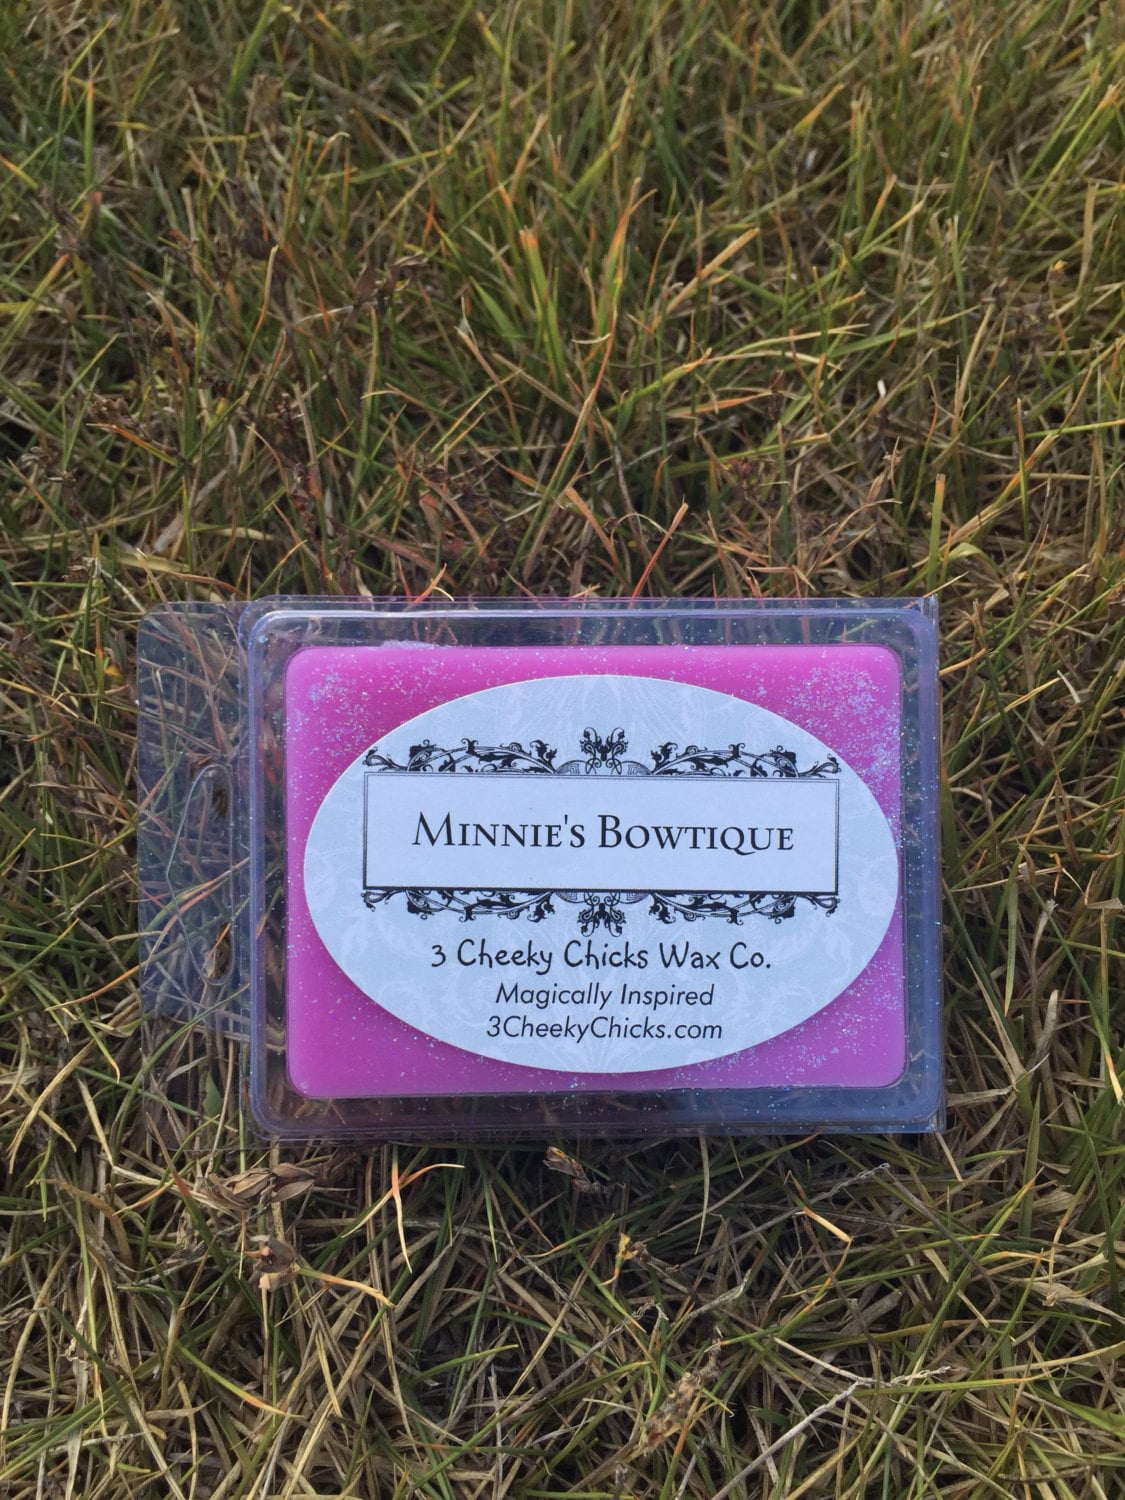 Minnie's Bowtique
3 Cheeky Chicks Wax Co.
Magically Inspired
3CheekyChicks.com